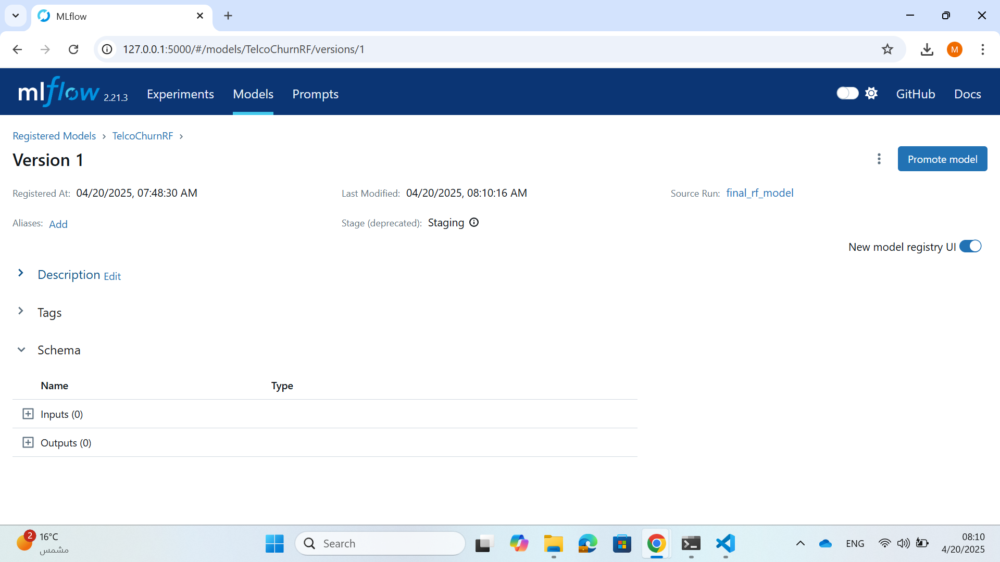 MLflow
127.0.0.1:5000/#/models/TelcoChurnRF/versions/1
M
mlflow 2.21.3 Experiments Models Prompts GitHub Docs
Registered Models > TelcoChurnRF >
Version 1
Promote model
Registered At: 04/20/2025, 07:48:30 AM Last Modified: 04/20/2025, 08:10:16 AM Source Run: final_rf_model
Aliases: Add Stage (deprecated): Staging
New model registry UI
Description Edit
Tags
Schema
Name Type
Inputs (0)
Outputs (0)
2
16°C
مشمس
Search
ENG
08:10
4/20/2025